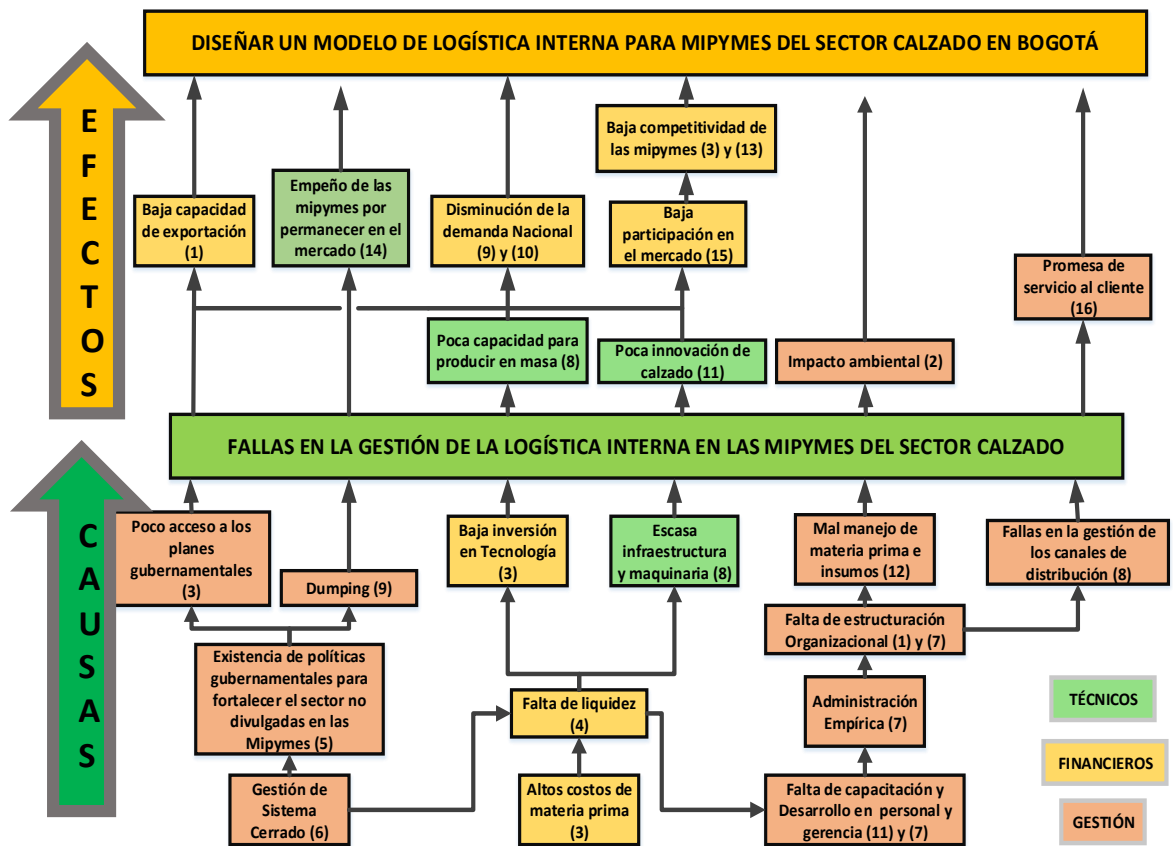 DISEÑAR UN MODELO DE LOGÍSTICA INTERNA PARA MIPYMES DEL SECTOR CALZADO EN BOGOTÁ
EFECTOS
Baja competitividad de
las mipymes (3) y (13)
Baja capacidad
de exportación
(1)
Empeño de las
mipymes por
permanecer en el
mercado (14)
Disminución de la
demanda Nacional
(9) y (10)
Baja
participación en
el mercado (15)
Promesa de
servicio al cliente
(16)
Poca capacidad para
producir en masa (8)
Poca innovación de
calzado (11)
Impacto ambiental (2)
FALLAS EN LA GESTIÓN DE LA LOGÍSTICA INTERNA EN LAS MIPYMES DEL SECTOR CALZADO
CAUSAS
Poco acceso a los
planes
gubernamentales
(3)
Dumping (9)
Baja inversión
en Tecnología
(3)
Escasa
infraestructura
y maquinaria (8)
Mal manejo de
materia prima e
insumos (12)
Fallas en la gestión de
los canales de
distribución (8)
Falta de estructuración
Organizacional (1) y (7)
Existencia de políticas
gubernamentales para
fortalecer el sector no
divulgadas en las
Mipymes (5)
Falta de liquidez
(4)
Administración
Empírica (7)
Gestión de
Sistema
Cerrado (6)
Altos costos de
materia prima
(3)
Falta de capacitación y
Desarrollo en personal y
gerencia (11) y (7)
TÉCNICOS
FINANCIEROS
GESTIÓN